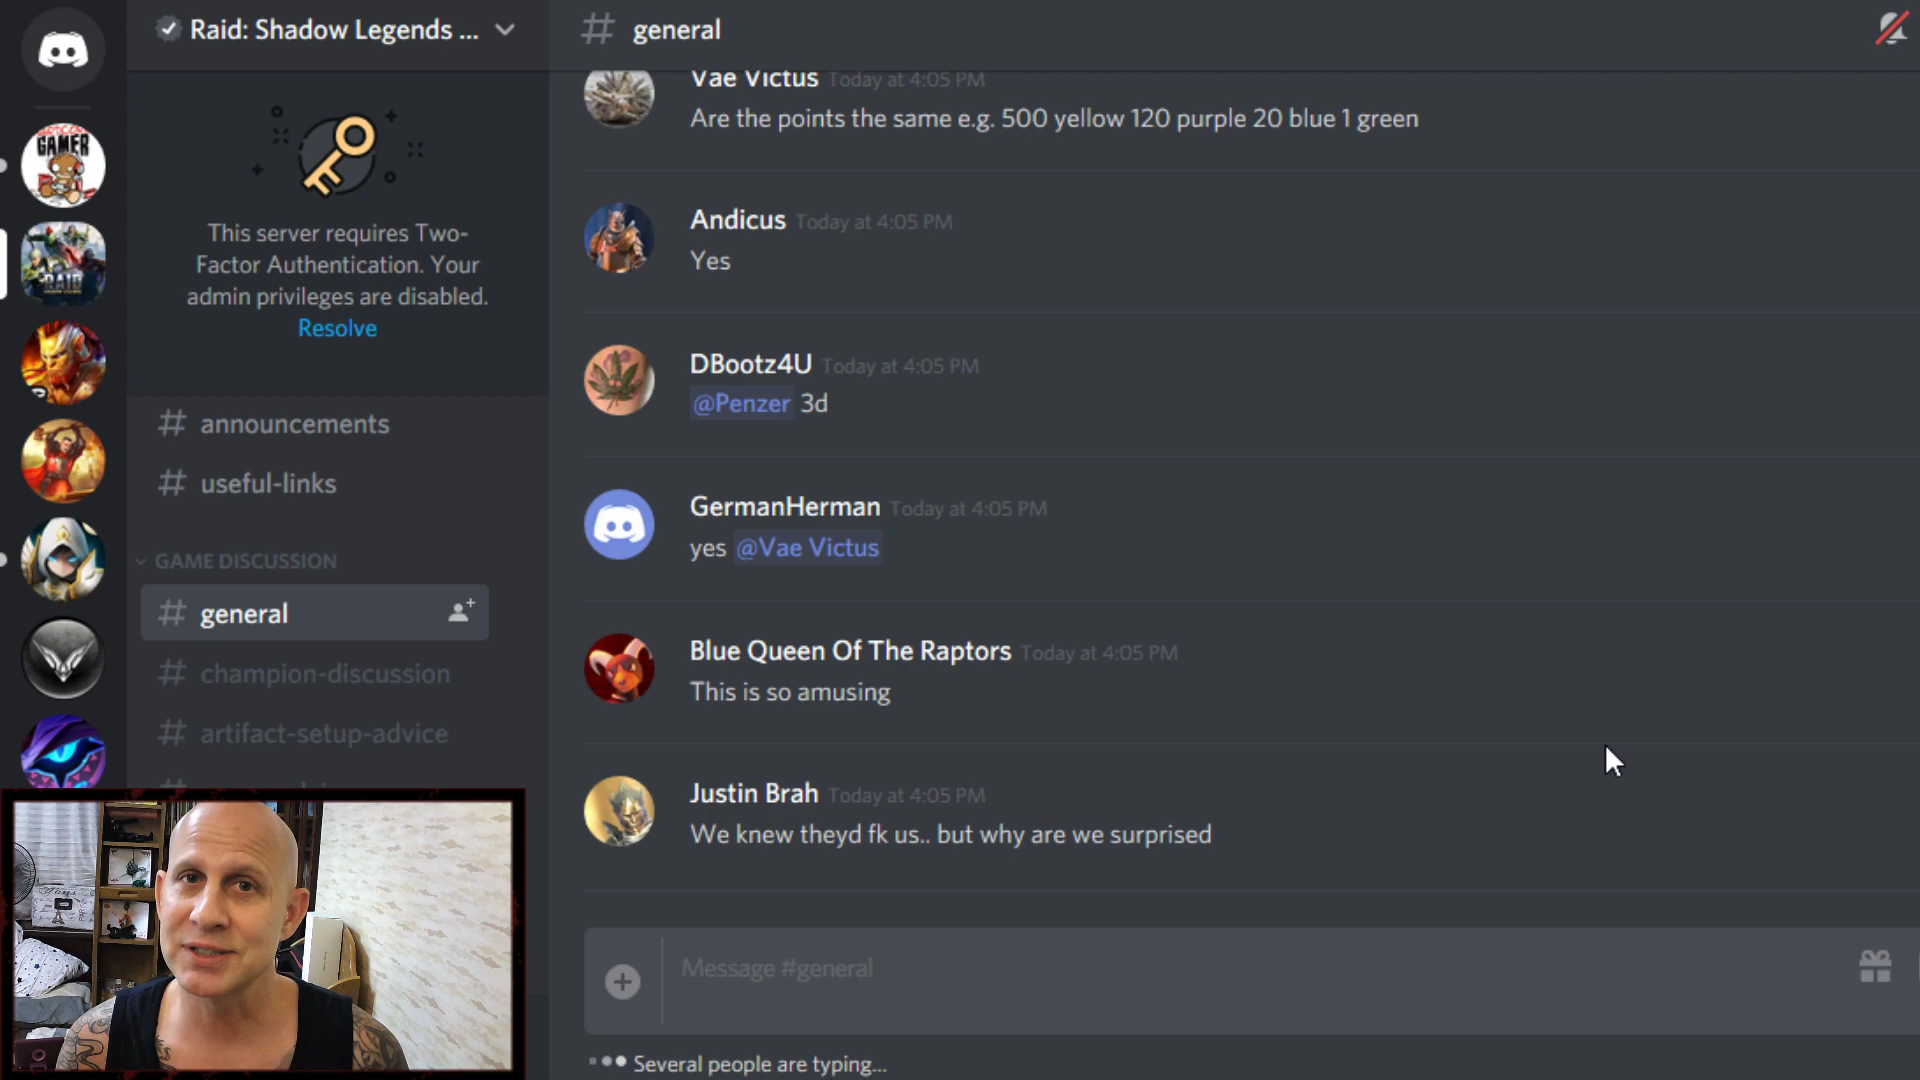 Raid: Shadow Legends ...
general
This server requires Two-
Factor Authentication. Your
admin privileges are disabled.
Resolve
announcements
useful-links
GAME DISCUSSION
general
champion-discussion
artifact-setup-advice
GAMER
RAID
Vae Victus Today at 4:05 PM
Are the points the same e.g. 500 yellow 120 purple 20 blue 1 green
Andicus Today at 4:05 PM
Yes
DBootz4U Today at 4:05 PM
@Penzer 3d
GermanHerman Today at 4:05 PM
yes @Vae Victus
Blue Queen Of The Raptors Today at 4:05 PM
This is so amusing
Justin Brah Today at 4:05 PM
We knew theyd fk us.. but why are we surprised
Message #general
Several people are typing...